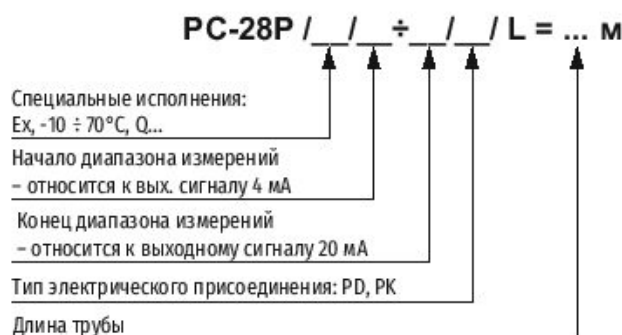 PC-28P /__/__÷__/__/ L = ... м
Специальные исполнения:
Ex, -10 ÷ 70°C, Q...
Начало диапазона измерений
– относится к вых. сигналу 4 мА
Конец диапазона измерений
– относится к выходному сигналу 20 мА
Тип электрического присоединения: PD, PK
Длина трубы